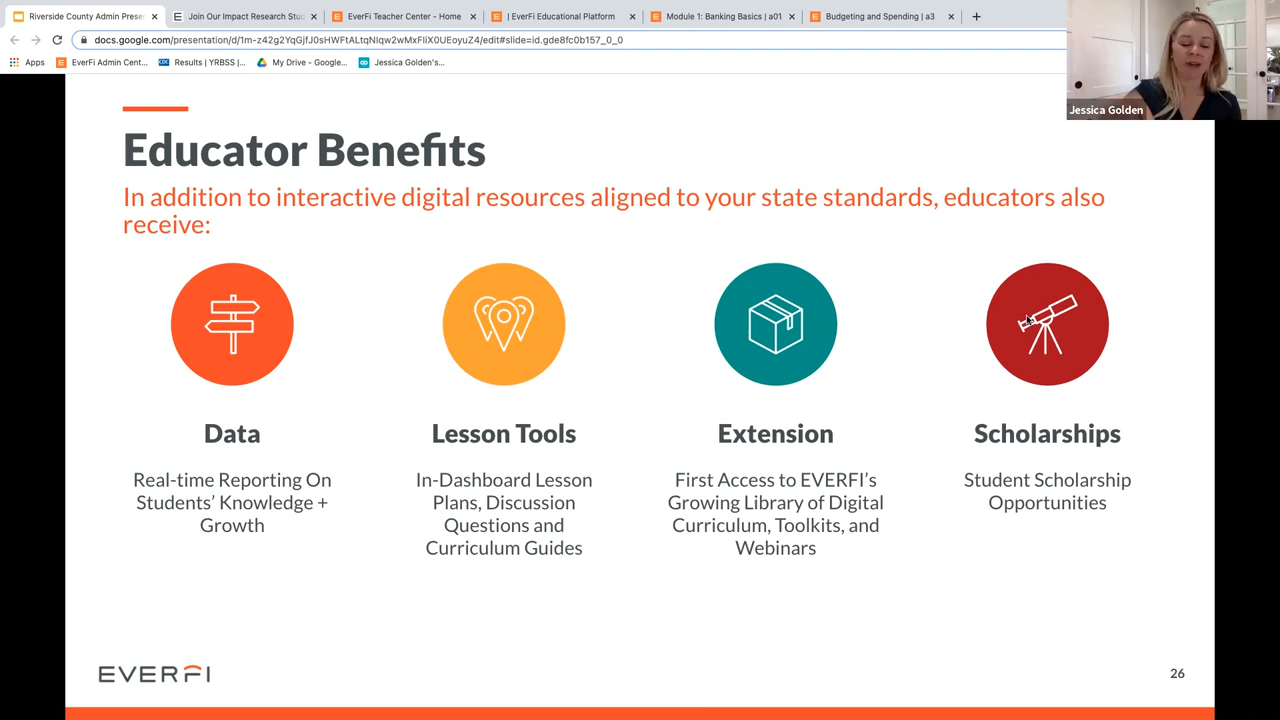 Riverside County Admin Prese
Join Our Impact Research Stud
EverFi Teacher Center - Home
| EverFi Educational Platform
Module 1: Banking Basics | a01
Budgeting and Spending | a3
docs.google.com/presentation/d/1m-z42g2YqGjfJ0sHWFtALtqNlqw2wMxFIiX0UEoyuZ4/edit#slide=id.gde8fc0b157_0_0
Apps
EverFi Admin Cent...
Results | YRBSS,...
My Drive - Google...
Jessica Golden's...
Jessica Golden
Educator Benefits
In addition to interactive digital resources aligned to your state standards, educators also
receive:
Data
Real-time Reporting On
Students' Knowledge +
Growth
Lesson Tools
In-Dashboard Lesson
Plans, Discussion
Questions and
Curriculum Guides
Extension
First Access to EVERFI's
Growing Library of Digital
Curriculum, Toolkits, and
Webinars
Scholarships
Student Scholarship
Opportunities
EVERFI
26